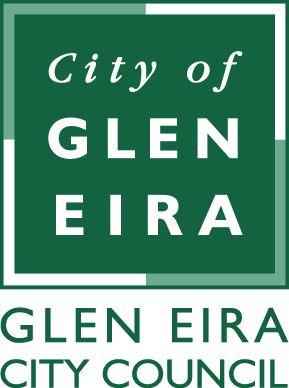 City of
GLEN
EIRA
GLEN EIRA
CITY COUNCIL